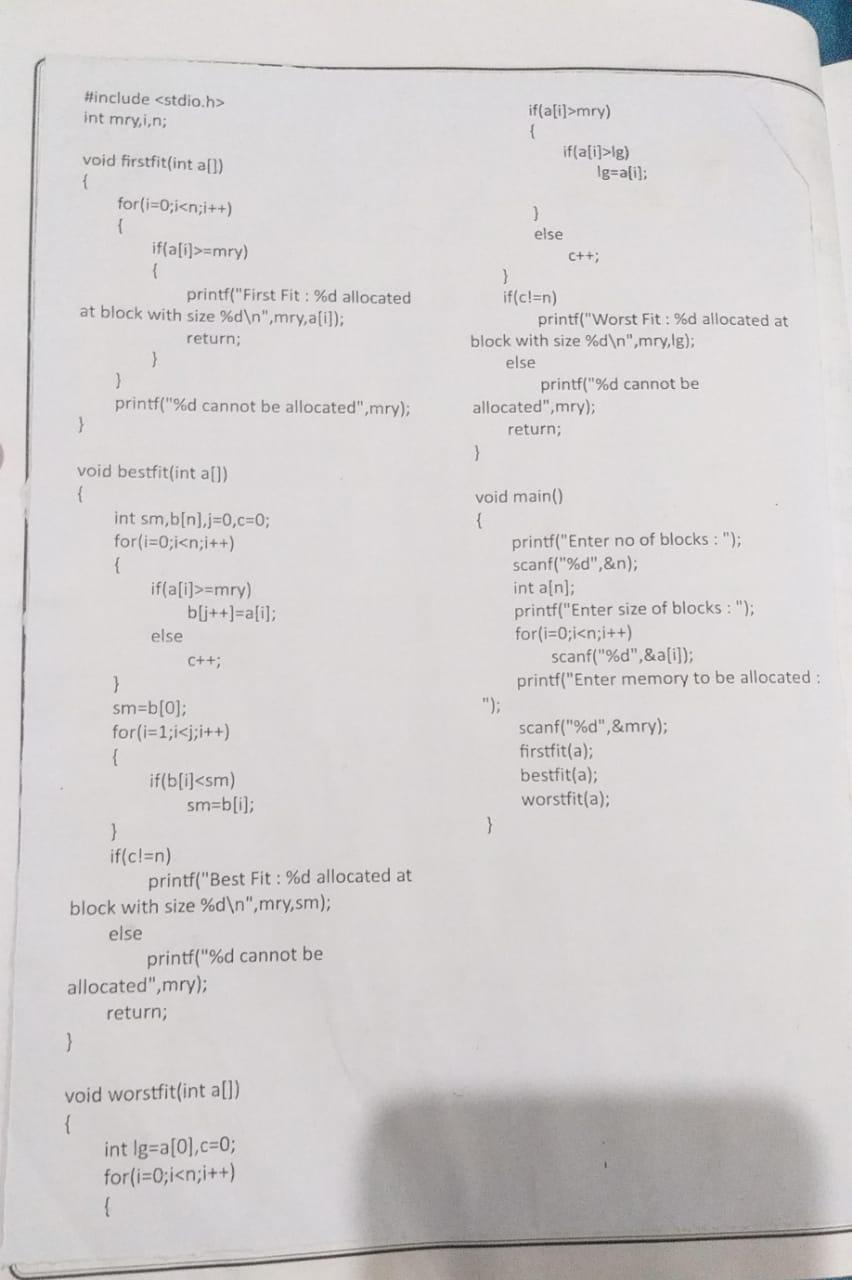 #include <stdio.h>
int mry,i,n;
void firstfit(int a[])
{
for(i=0;i<n;i++)
{
if(a[i]>=mry)
{
printf("First Fit : %d allocated
at block with size %d\n",mry,a[i]);
return;
}
}
printf("%d cannot be allocated",mry);
}
void bestfit(int a[])
{
int sm,b[n],j=0,c=0;
for(i=0;i<n;i++)
{
if(a[i]>=mry)
b[j++]=a[i];
else
c++;
}
sm=b[0];
for(i=1;i<j;i++)
{
if(b[i]<sm)
sm=b[i];
}
if(c!=n)
printf("Best Fit : %d allocated at
block with size %d\n",mry,sm);
else
printf("%d cannot be
allocated",mry);
return;
}
void worstfit(int a[])
{
int lg=a[0],c=0;
for(i=0;i<n;i++)
{
if(a[i]>mry)
{
if(a[i]>lg)
lg=a[i];
}
else
c++;
}
if(c!=n)
printf("Worst Fit : %d allocated at
block with size %d\n",mry,lg);
else
printf("%d cannot be
allocated",mry);
return;
}
void main()
{
printf("Enter no of blocks : ");
scanf("%d",&n);
int a[n];
printf("Enter size of blocks : ");
for(i=0;i<n;i++)
scanf("%d",&a[i]);
printf("Enter memory to be allocated :
");
scanf("%d",&mry);
firstfit(a);
bestfit(a);
worstfit(a);
}